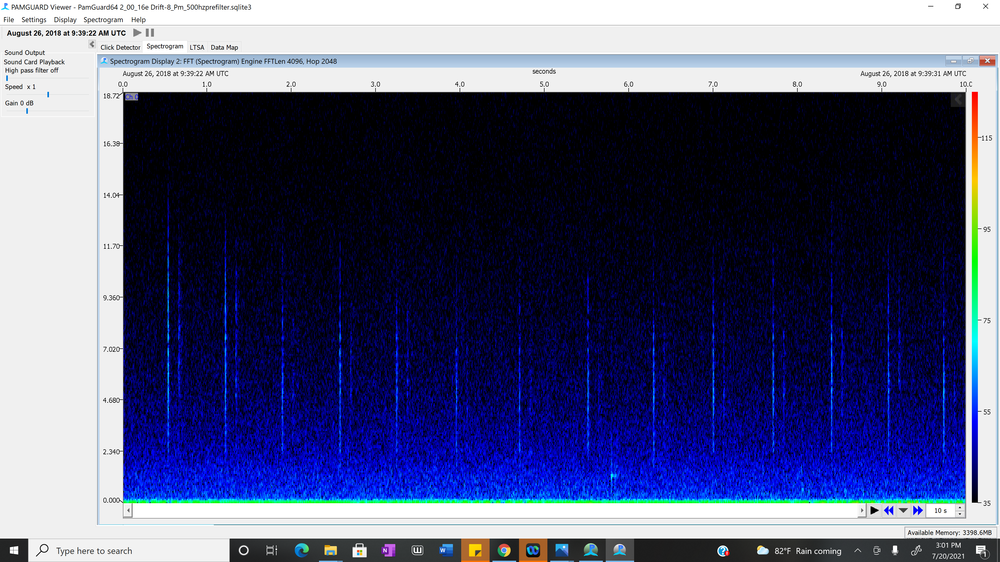 PAMGUARD Viewer - PamGuard64 2_00_16e Drift-8_Pm_500hzprefilter.sqlite3
File Settings Display Spectrogram Help
August 26, 2018 at 9:39:22 AM UTC
Click Detector Spectrogram LTSA Data Map
Sound Output
Sound Card Playback
High pass filter off
Speed x 1
Gain 0 dB
Spectrogram Display 2: FFT (Spectrogram) Engine FFTLen 4096, Hop 2048
August 26, 2018 at 9:39:22 AM UTC seconds August 26, 2018 at 9:39:31 AM UTC
0.0 1.0 2.0 3.0 4.0 5.0 6.0 7.0 8.0 9.0 10.0
18.72
Ch 0
16.38
14.04
11.70
9.360
7.020
4.680
2.340
0.000
115
95
75
55
35
10 s
Available Memory: 3398.6MB
Type here to search
82°F Rain coming
3:01 PM
7/20/2021
1